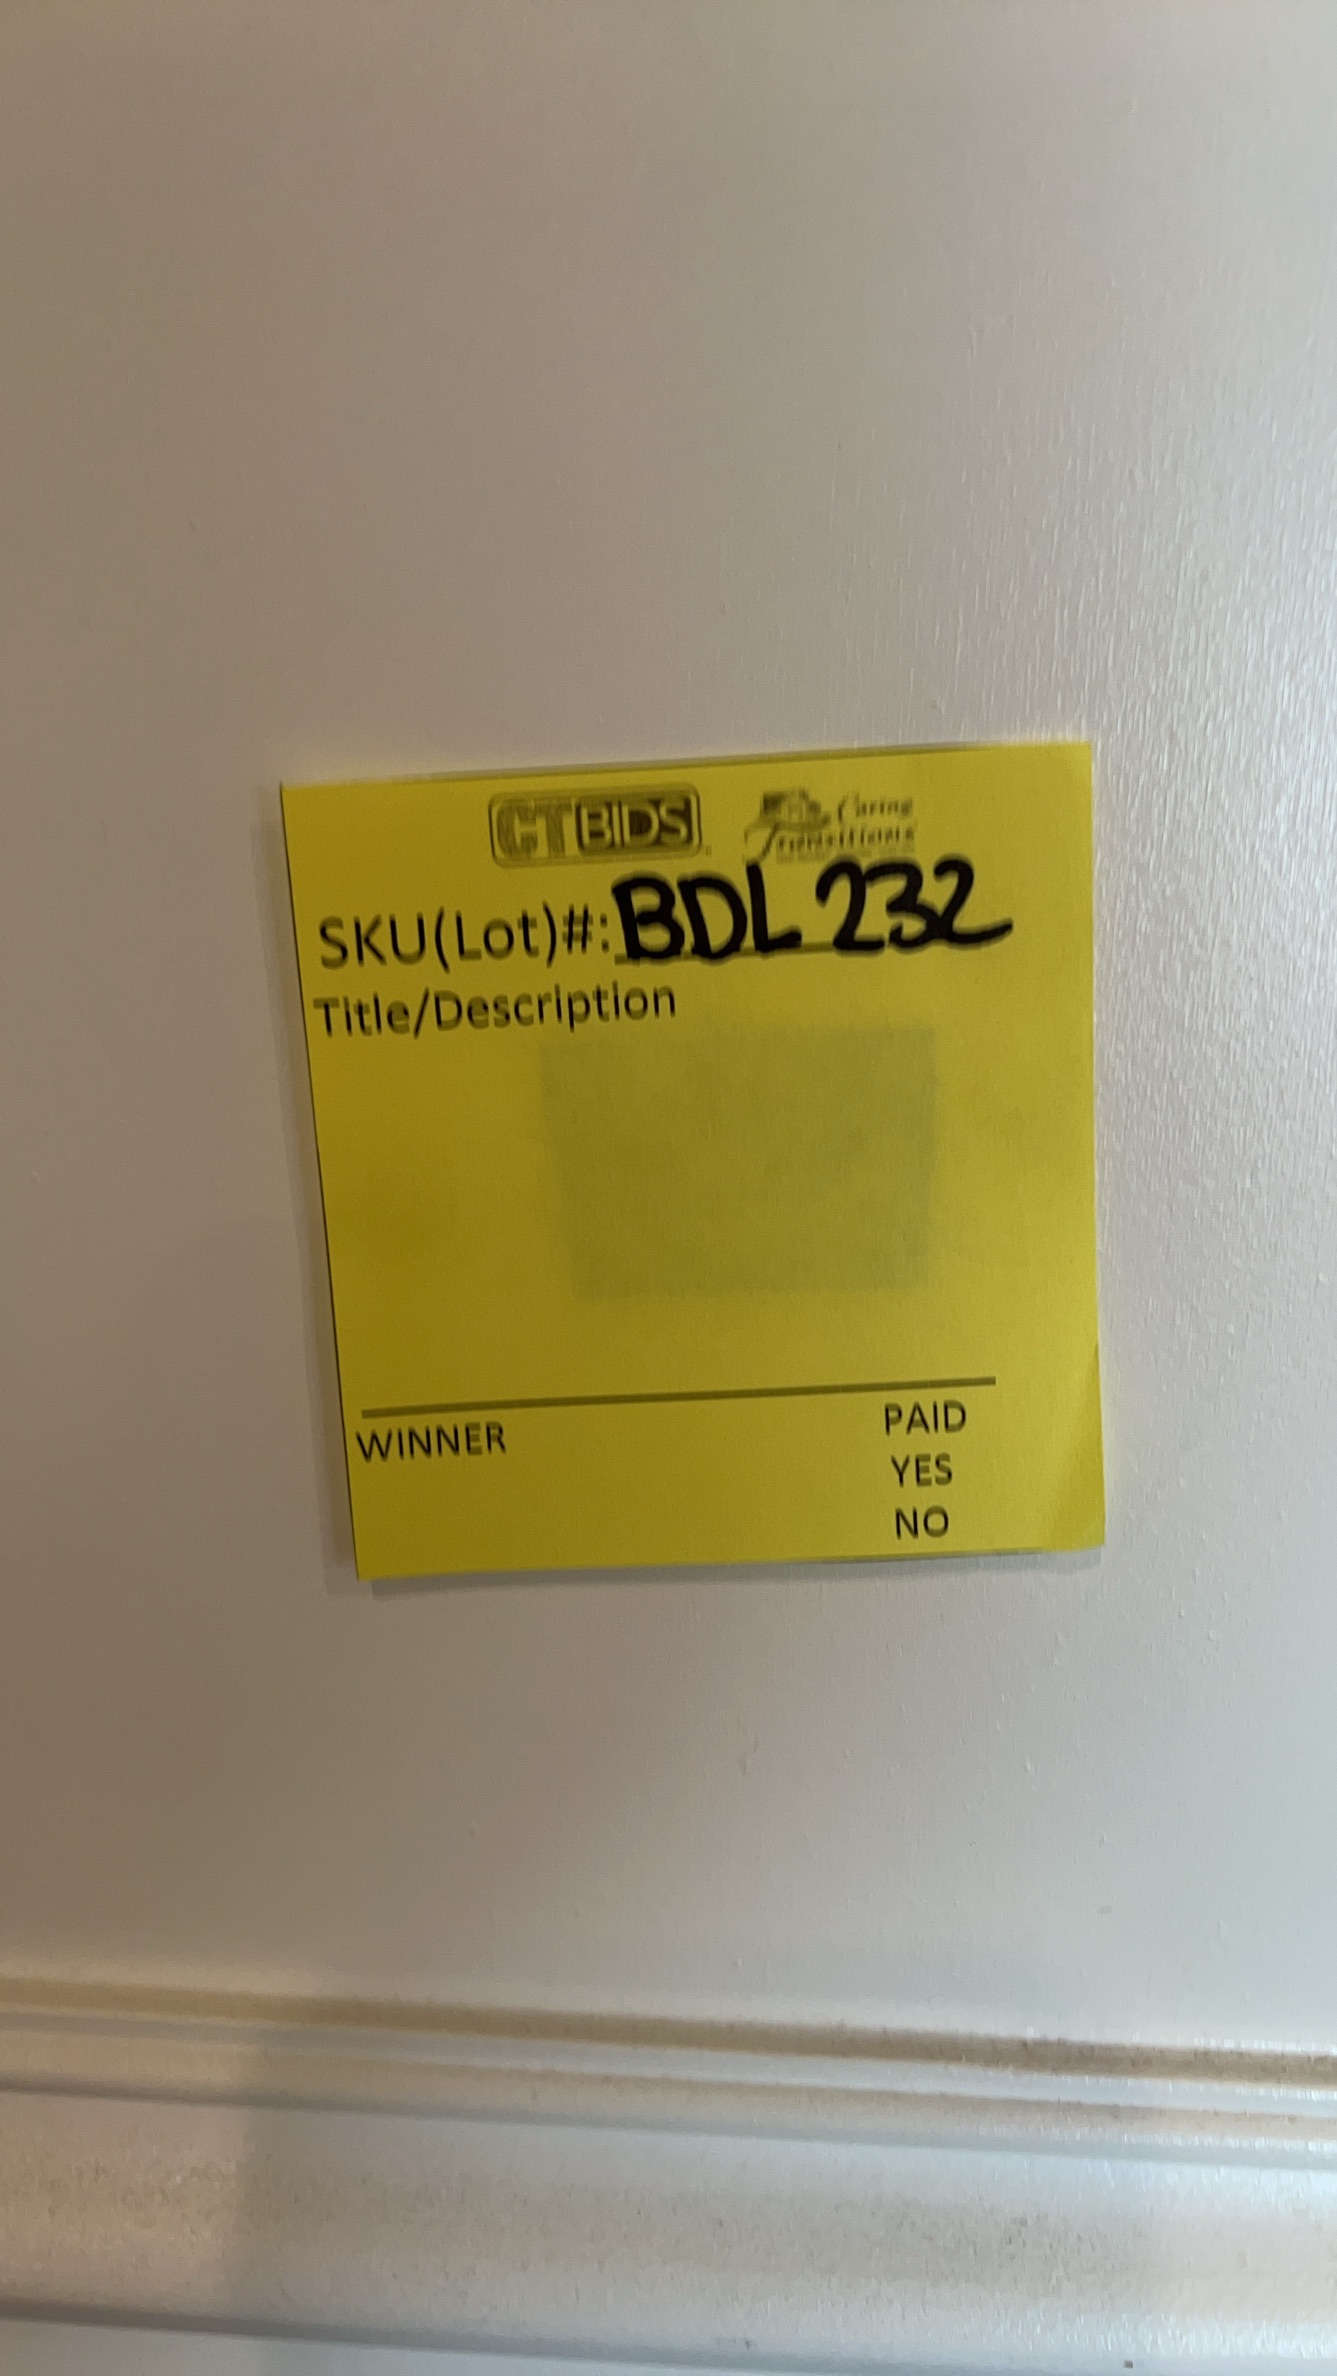 CTBIDS Caring Transitions
SKU(Lot)#: BDL 232
Title/Description
WINNER PAID
YES
NO